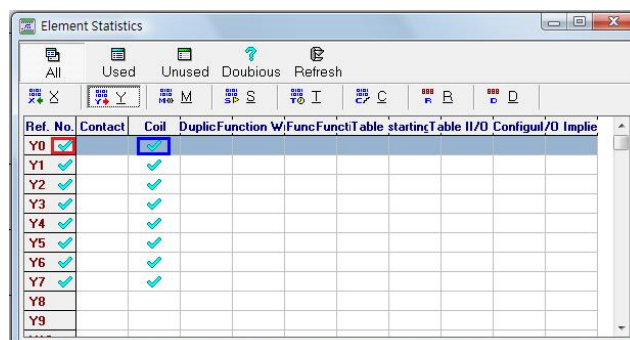 Element Statistics
All Used Unused Doubious Refresh
X Y M S T C R D
Ref. No. Contact Coil Duplic Function W FuncFuncti Table starting Table II/O Configu I/O Implie
Y0
Y1
Y2
Y3
Y4
Y5
Y6
Y7
Y8
Y9